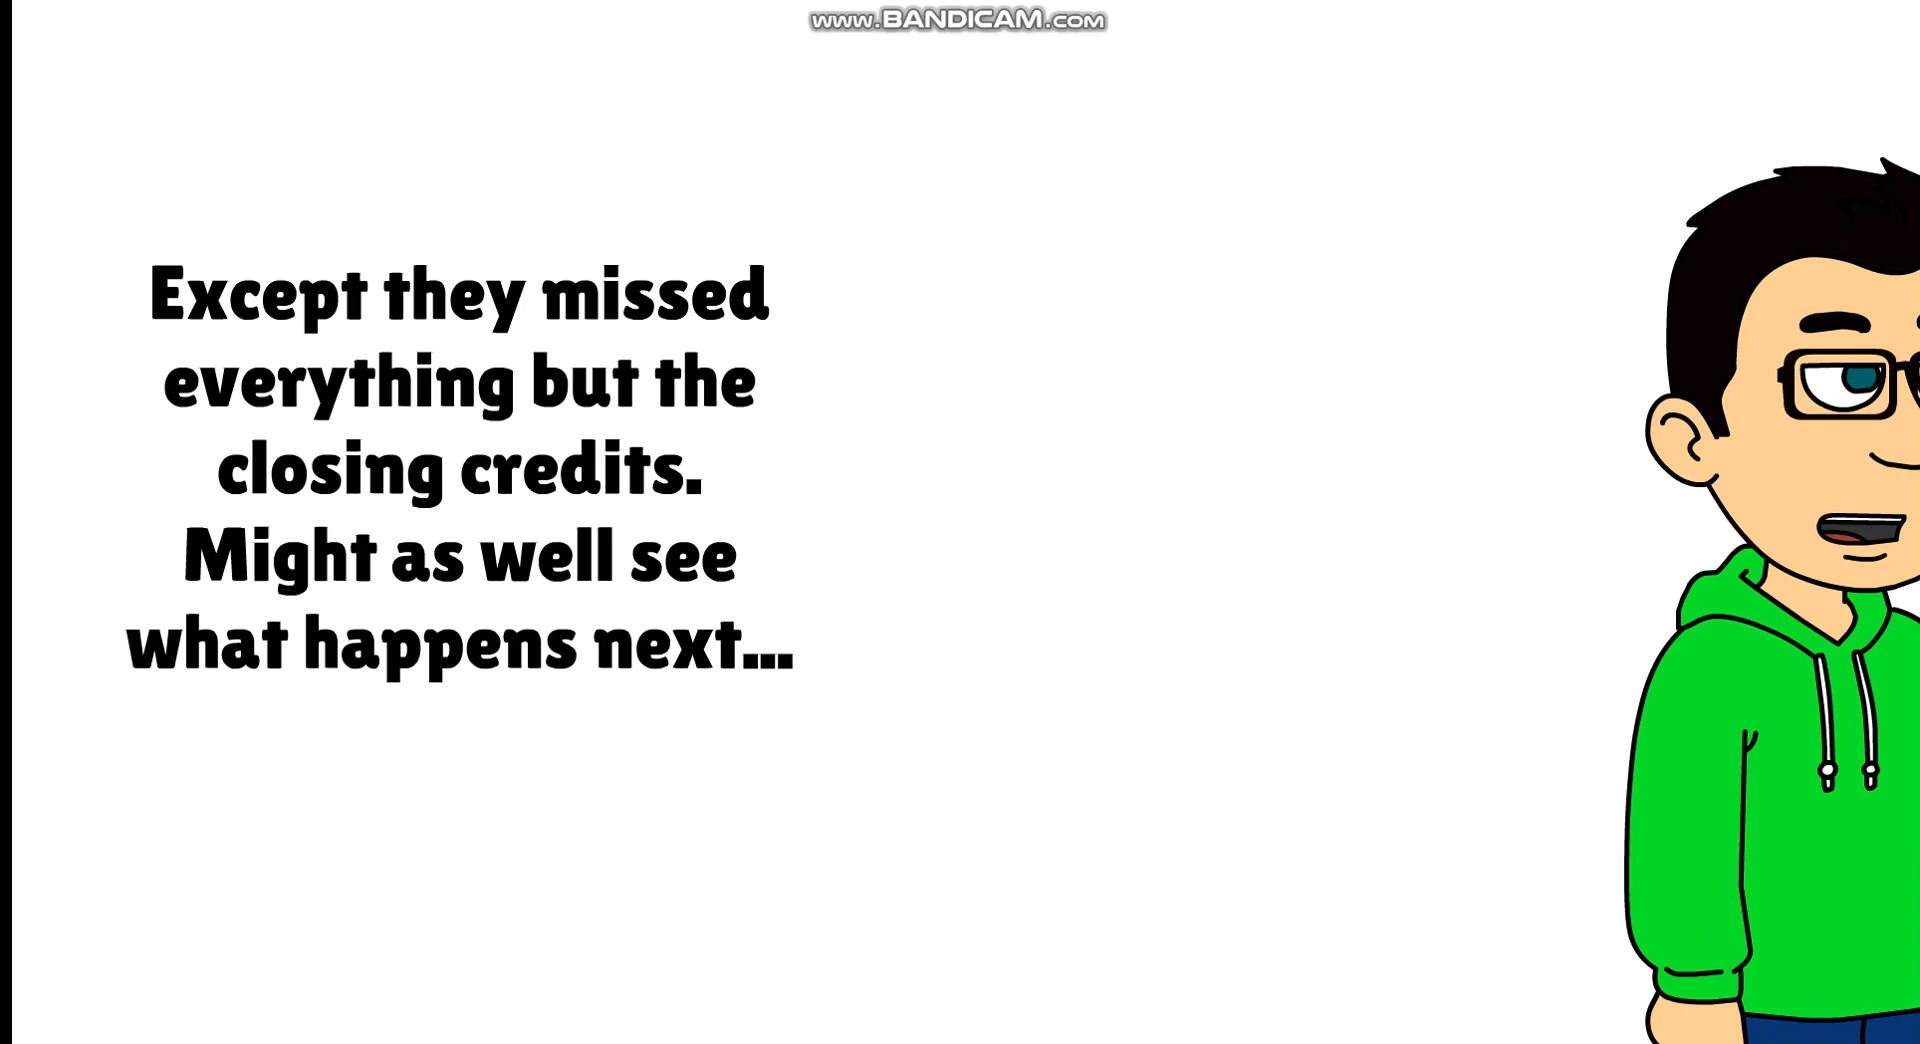 www.BANDICAM.com
Except they missed
everything but the
closing credits.
Might as well see
what happens next...